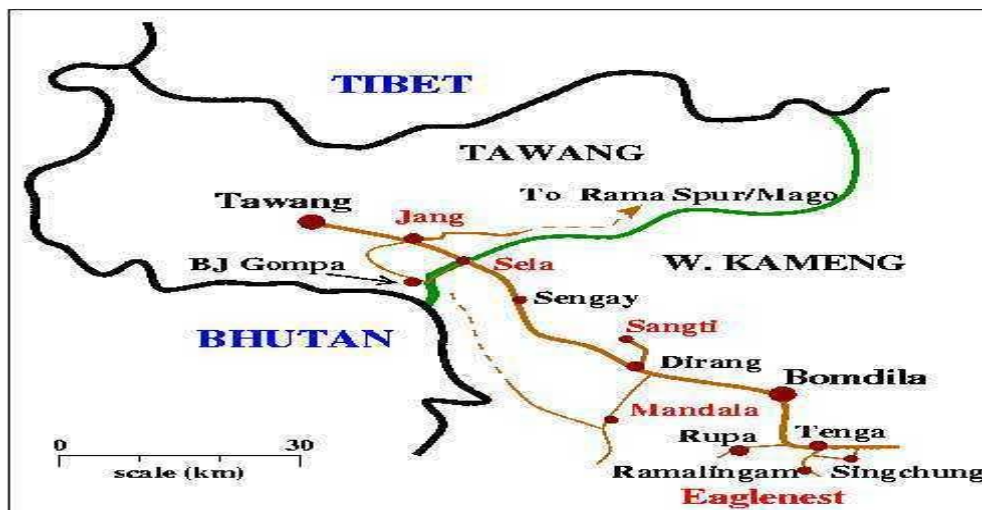 TIBET
TAWANG
To Rama Spur/Mago
Tawang
Jang
BJ Gompa
Sela
W. KAMENG
Sengay
BHUTAN
Sangti
Dirang
Bomdila
Mandala
0 30
scale (km)
Rupa
Tenga
Ramalingam
Singchung
Eaglenest